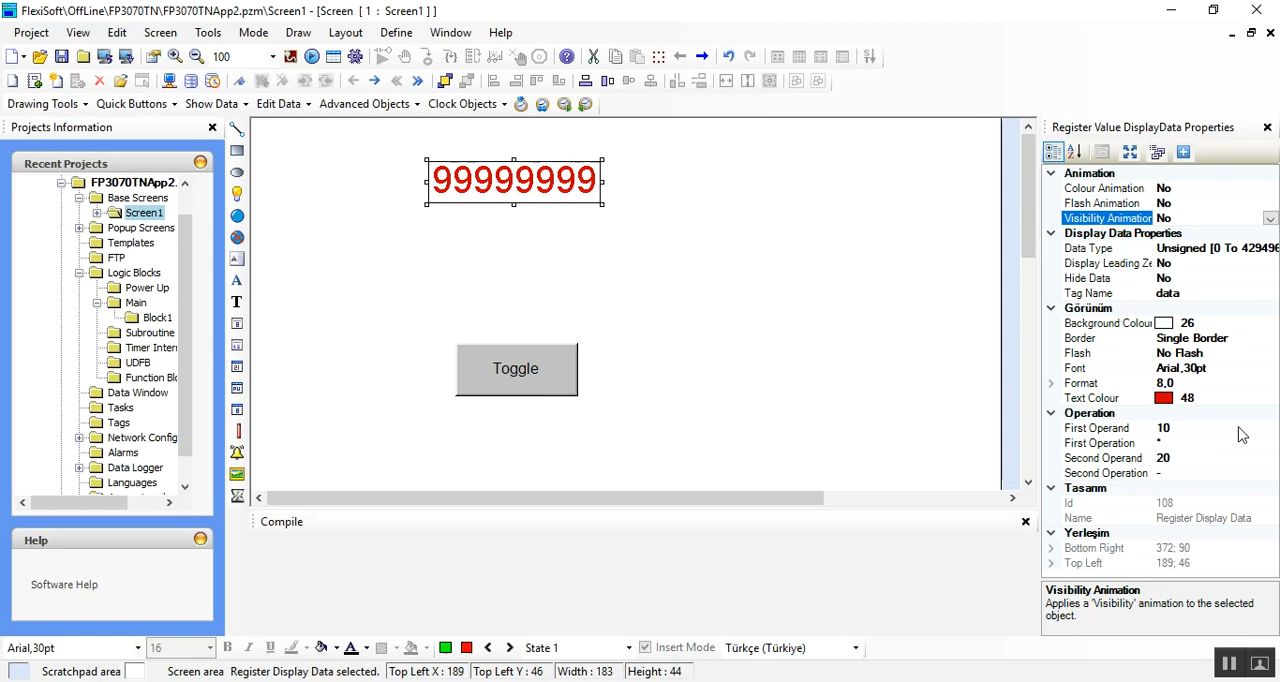 FlexiSoft\OffLine\FP3070TN\FP3070TNApp2.pzm\Screen1 - [Screen [ 1 : Screen1 ] ]
Project View Edit Screen Tools Mode Draw Layout Define Window Help
100
Drawing Tools Quick Buttons Show Data Edit Data Advanced Objects Clock Objects
Projects Information
Recent Projects
FP3070TNApp2.
Base Screens
Screen1
Popup Screens
Templates
FTP
Logic Blocks
Power Up
Main
Block1
Subroutine
Timer Inter
UDFB
Function Blo
Data Window
Tasks
Tags
Network Config
Alarms
Data Logger
Languages
Help
Software Help
99999999
Toggle
Compile
Register Value DisplayData Properties
Animation
Colour Animation No
Flash Animation No
Visibility Animation No
Display Data Properties
Data Type Unsigned [0 To 429496
Display Leading Ze No
Hide Data No
Tag Name data
Görünüm
Background Colou 26
Border Single Border
Flash No Flash
Font Arial,30pt
Format 8,0
Text Colour 48
Operation
First Operand 10
First Operation *
Second Operand 20
Second Operation -
Tasarım
Id 108
Name Register Display Data
Yerleşim
Bottom Right 372; 90
Top Left 189; 46
Visibility Animation
Applies a 'Visibility' animation to the selected
object.
Arial,30pt 16 B I U A State 1 Insert Mode Türkçe (Türkiye)
Scratchpad area Screen area Register Display Data selected. Top Left X : 189 Top Left Y : 46 Width : 183 Height : 44